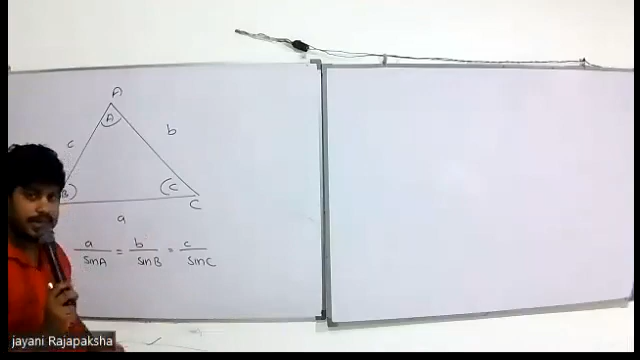 A
A
c
b
B
C
C
a
a/sinA = b/sinB = c/sinC
jayani Rajapaksha